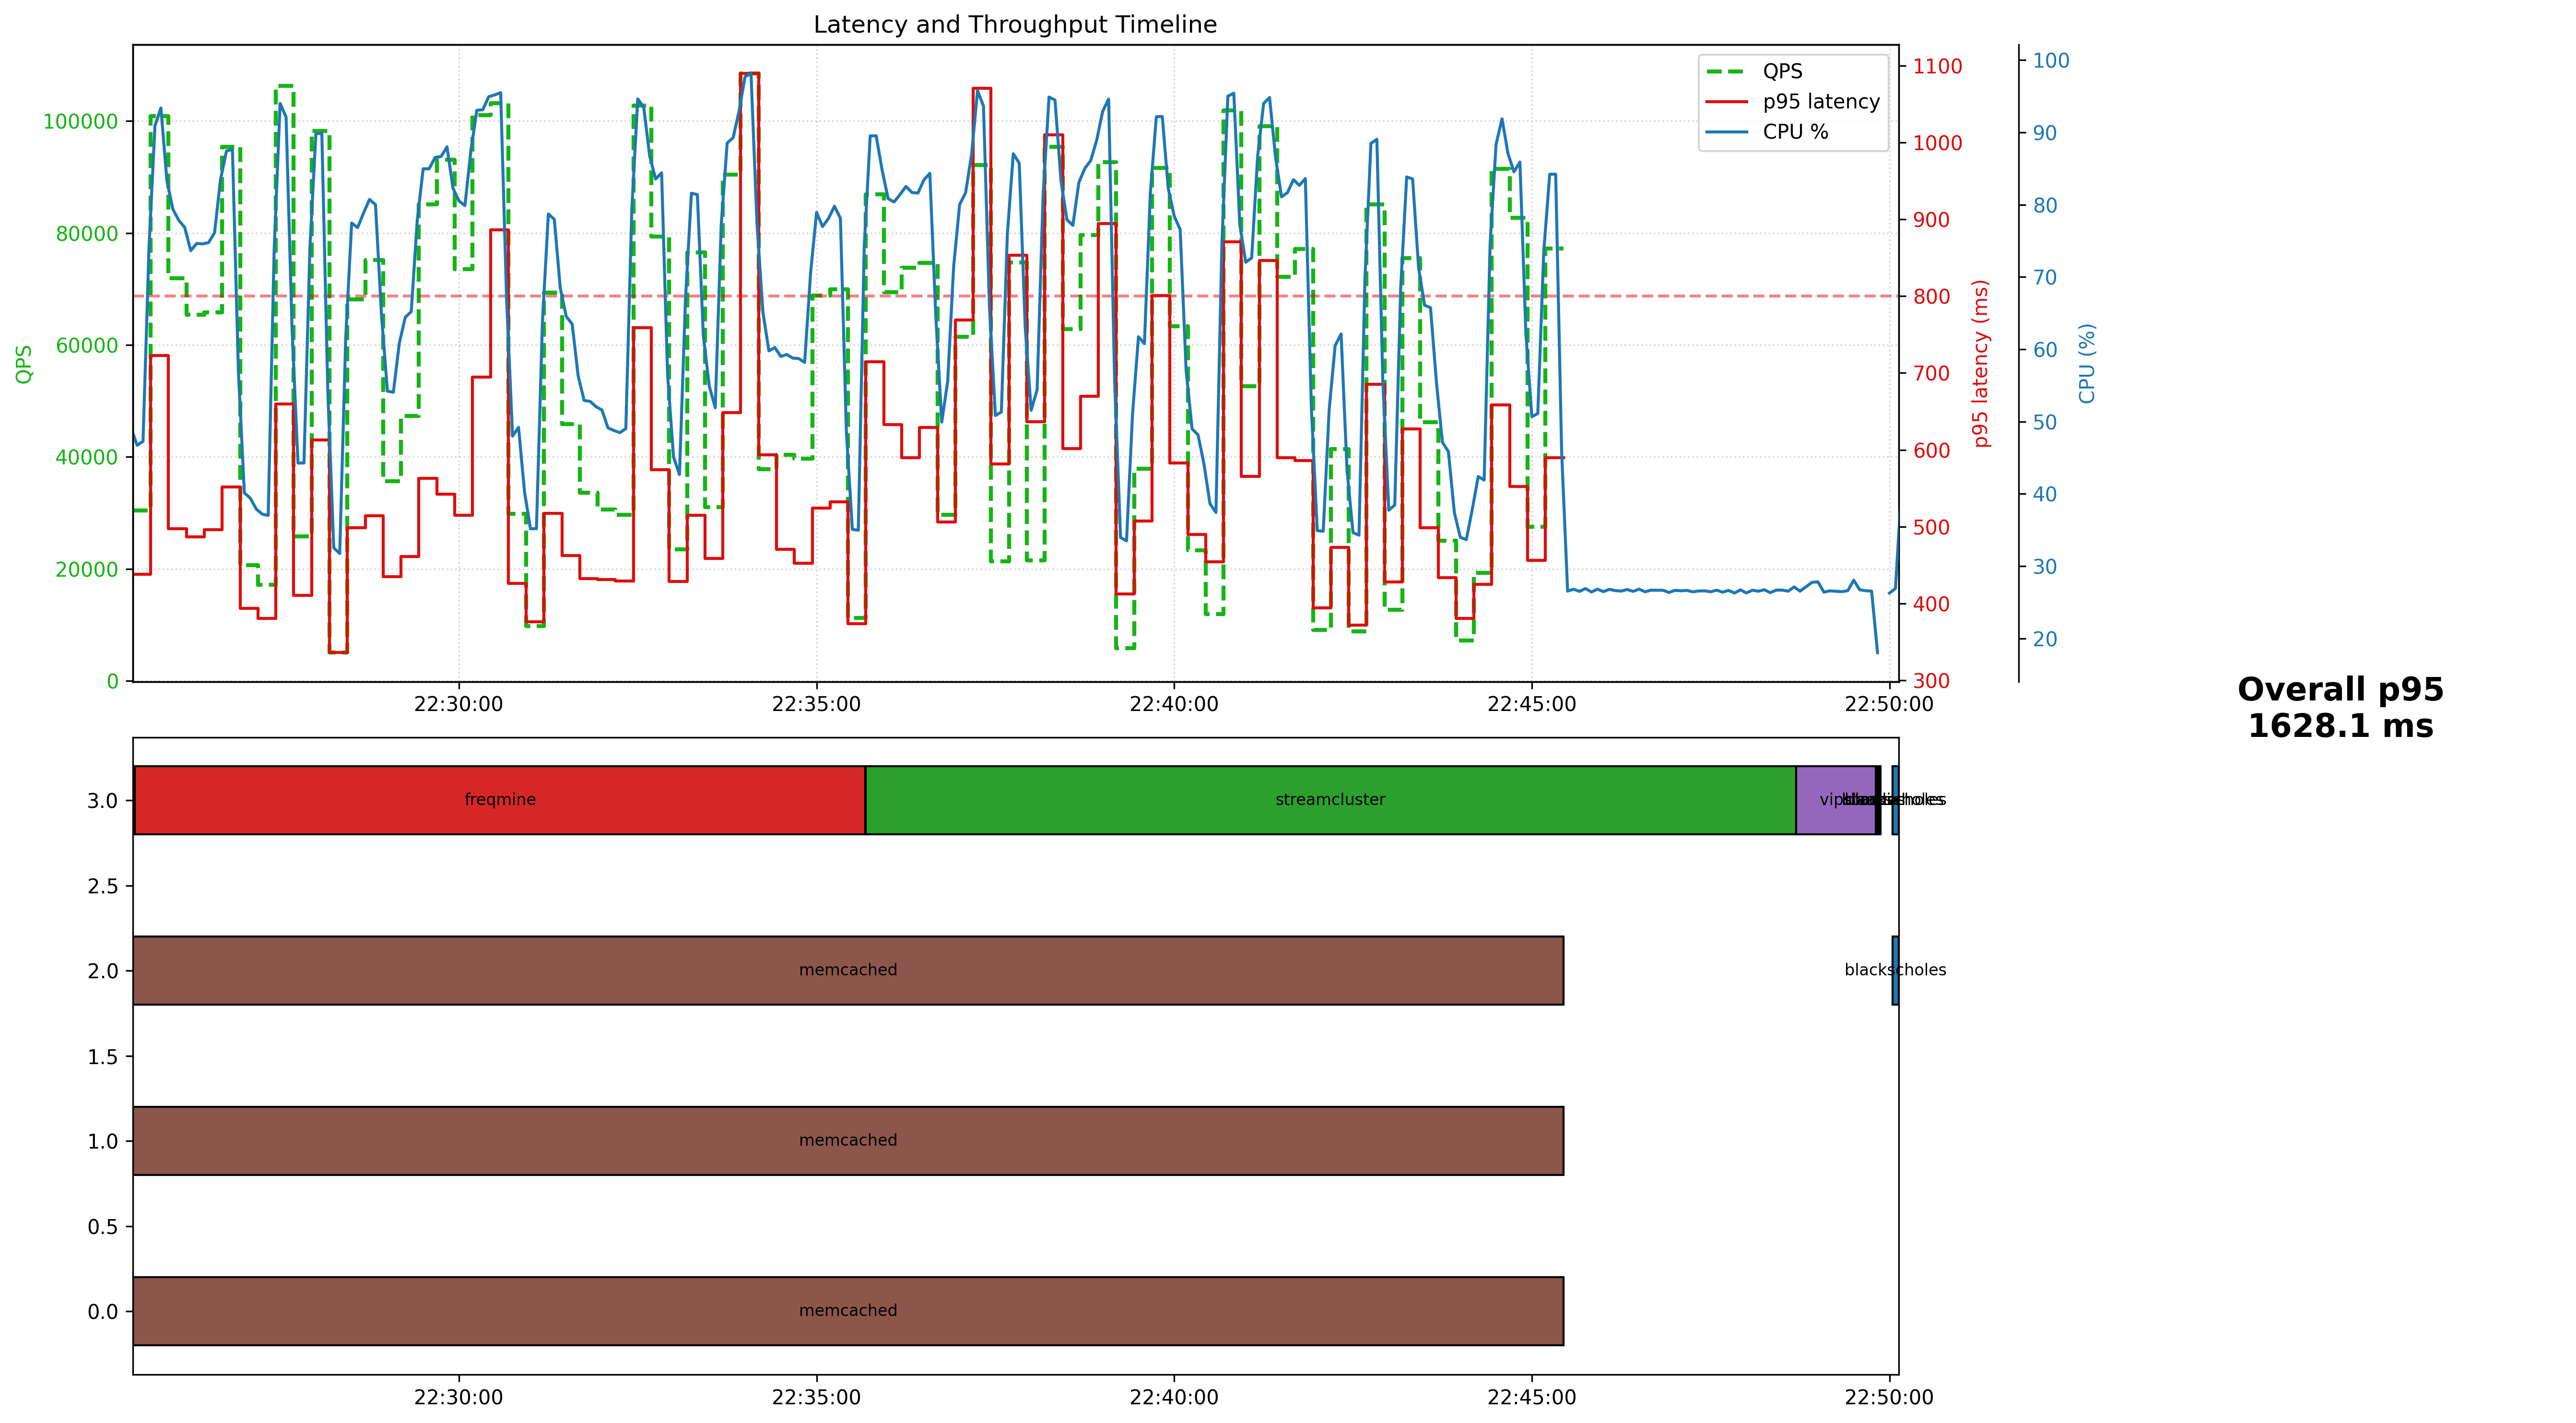 Latency and Throughput Timeline
QPS
p95 latency
CPU %
100000
80000
60000
40000
20000
0
QPS
1100
1000
900
800
700
600
500
400
300
p95 latency (ms)
100
90
80
70
60
50
40
30
20
CPU (%)
22:30:00 22:35:00 22:40:00 22:45:00 22:50:00
Overall p95
1628.1 ms
3.0
2.5
2.0
1.5
1.0
0.5
0.0
freqmine
streamcluster
memcached
blackscholes
memcached
memcached
22:30:00 22:35:00 22:40:00 22:45:00 22:50:00